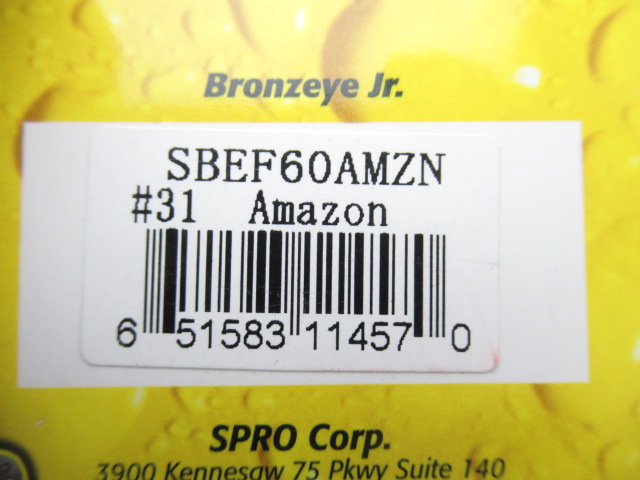 Bronzeye Jr.
SBEF60AMZN
#31 Amazon
6 51583 11457 0
SPRO Corp.
3900 Kennesaw 75 Pkwy Suite 140